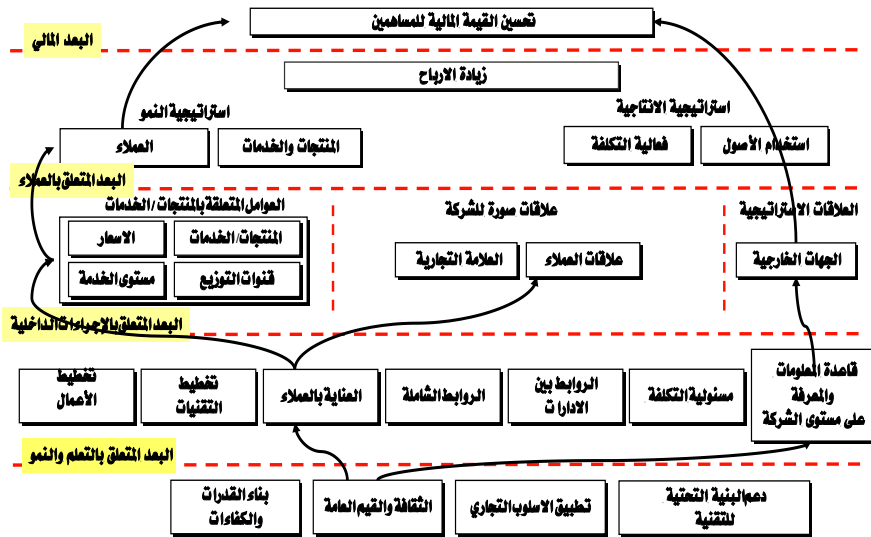 تحسين القيمة المالية للمساهمين
البعد المالي
زيادة الارباح
استراتيجية الانتاجية
استراتيجية النمو
استخدام الأصول
فعالية التكلفة
المنتجات والخدمات
العملاء
البعد المتعلق بالعملاء
العلاقات الاستراتيجية
علاقات صورة للشركة
العوامل المتعلقة بالمنتجات /الخدمات
المنتجات/الخدمات
الاسعار
الجهات الخارجية
علاقات العملاء
العلامة التجارية
قنوات التوزيع
مستوى الخدمة
البعد المتعلق بالإجراءات الداخلية
قاعدة المعلومات
والمعرفة
على مستوى الشركة
مسئولية التكلفة
الروابط بين
الادارا ت
الروابط الشاملة
العناية بالعملاء
تخطيط
التقنيات
تخطيط
الأعمال
البعد المتعلق بالتعلم والنمو
دعم البنية التحتية
للتقنية
تطبيق الاسلوب التجاري
الثقافة والقيم العامة
بناء القدرات
والكفاءات